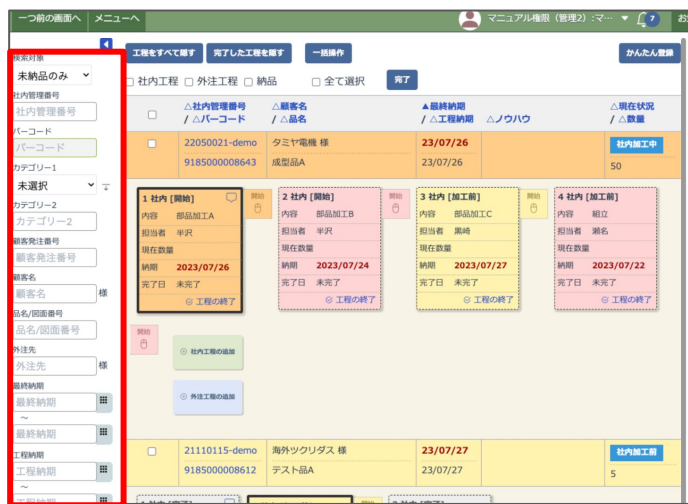 一つ前の画面へ メニューへ
マニュアル権限（管理2）:マ… ▼ 7
検索対象
未納品のみ
社内管理番号
社内管理番号
バーコード
バーコード
カテゴリー1
未選択
カテゴリー2
カテゴリー2
顧客発注番号
顧客発注番号
顧客名
顧客名 様
品名/図面番号
品名/図面番号
外注先
外注先 様
最終納期
最終納期
～
最終納期
工程納期
工程納期
～
工程納期
工程をすべて隠す 完了した工程を隠す 一括操作 かんたん登録
社内工程 外注工程 納品 全て選択 完了
△社内管理番号 △顧客名 ▲最終納期 △現在状況
/ △バーコード / △品名 / △工程納期 △ノウハウ / △数量
22050021-demo タミヤ電機 様 23/07/26 社内加工中
9185000008643 成型品A 23/07/26 50
1 社内 [開始]
内容 部品加工A
担当者 半沢
現在数量
納期 2023/07/26
完了日 未完了
工程の終了
開始
2 社内 [開始]
内容 部品加工B
担当者 半沢
現在数量
納期 2023/07/24
完了日 未完了
工程の終了
開始
3 社内 [加工前]
内容 部品加工C
担当者 黒崎
現在数量
納期 2023/07/27
完了日 未完了
工程の終了
開始
4 社内 [加工前]
内容 組立
担当者 瀬名
現在数量
納期 2023/07/22
完了日 未完了
工程の終了
開始
社内工程の追加
外注工程の追加
21110115-demo 海外ツクリダス 様 23/07/27 社内加工前
9185000008612 テスト品A 23/07/27 5